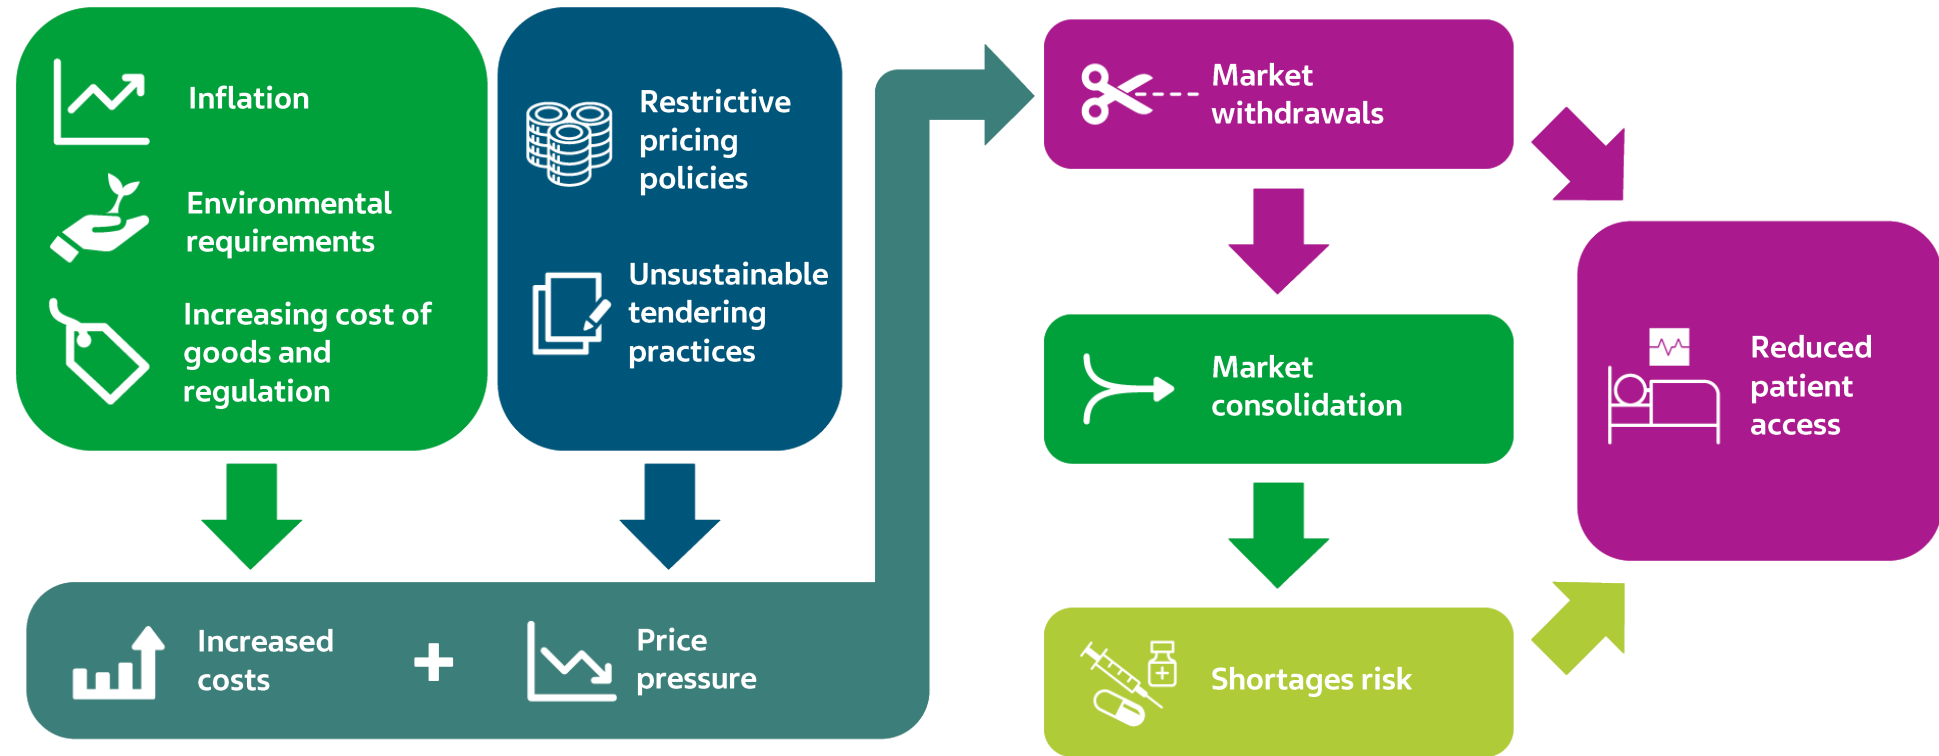 Inflation
Environmental
requirements
Increasing cost of
goods and
regulation
Restrictive
pricing
policies
Unsustainable
tendering
practices
Increased
costs
+
Price
pressure
Market
withdrawals
Market
consolidation
Shortages risk
Reduced
patient
access